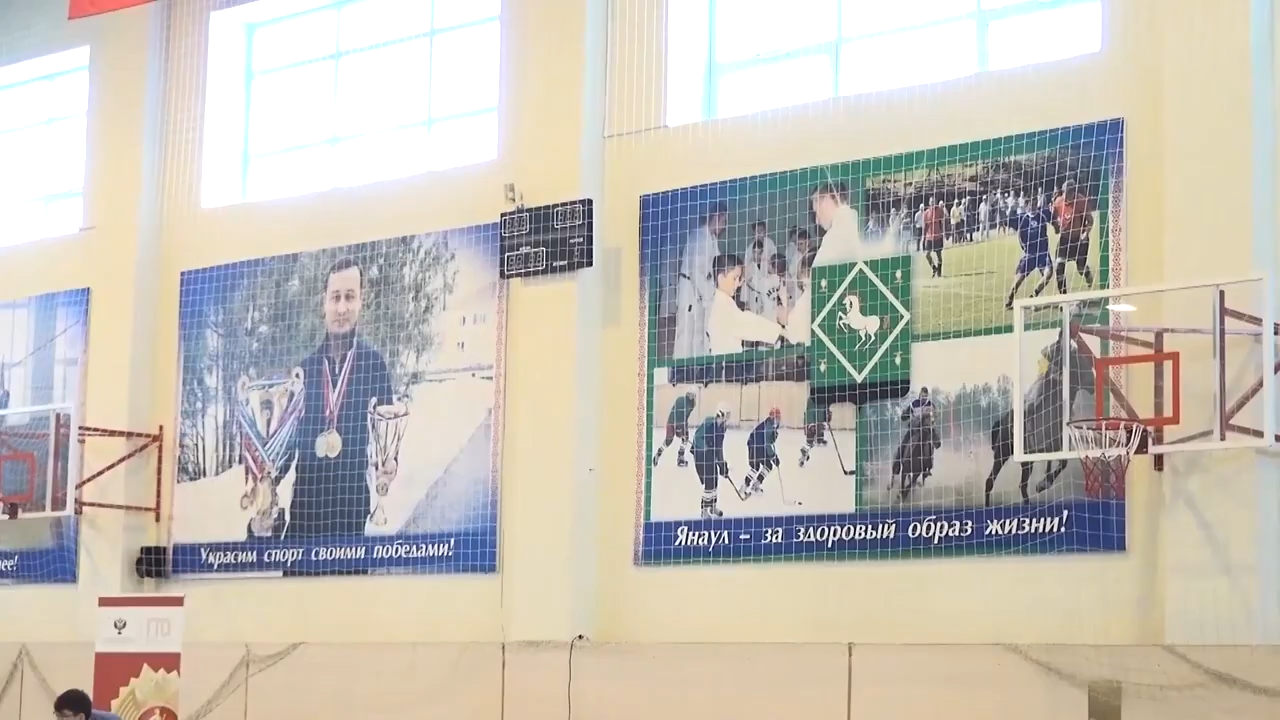 Украсим спорт своими победами!
Янаул – за здоровый образ жизни!
ГТО